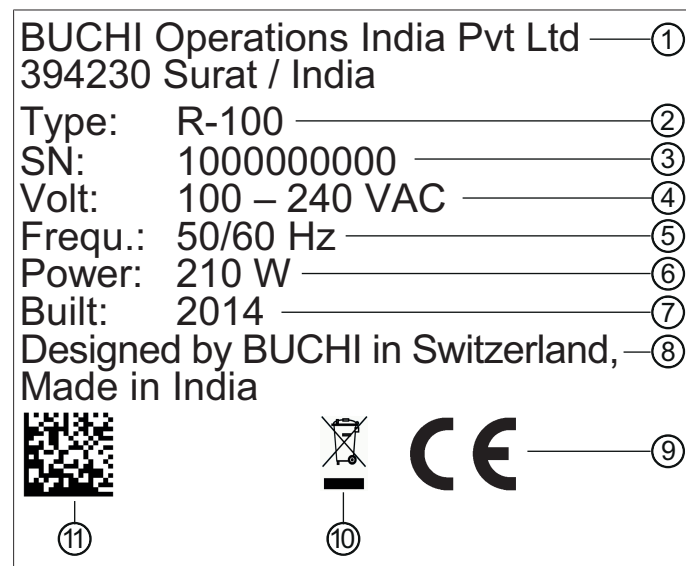 BUCHI Operations India Pvt Ltd ①
394230 Surat / India
Type: R-100 ②
SN: 1000000000 ③
Volt: 100 – 240 VAC ④
Frequ.: 50/60 Hz ⑤
Power: 210 W ⑥
Built: 2014 ⑦
Designed by BUCHI in Switzerland, ⑧
Made in India
CE ⑨
⑪ ⑩